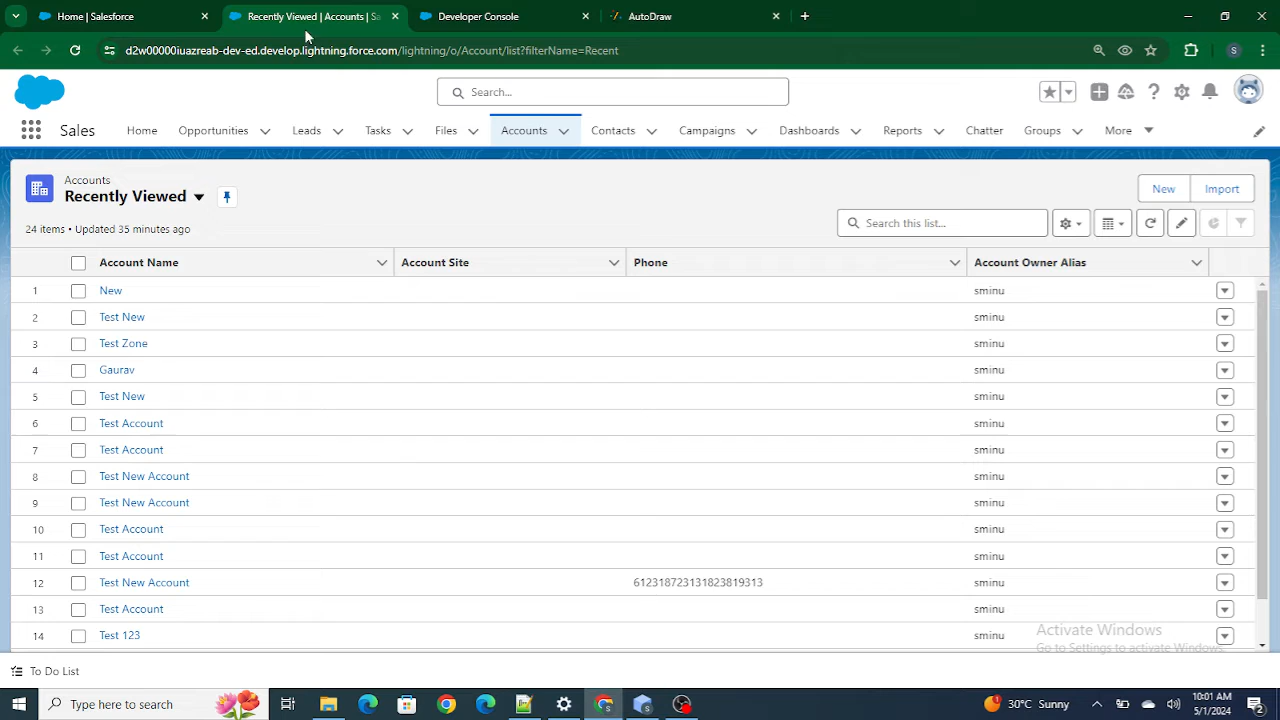 Home | Salesforce
Recently Viewed | Accounts | Sa
Developer Console
AutoDraw
d2w00000iuazreab-dev-ed.develop.lightning.force.com/lightning/o/Account/list?filterName=Recent
S
Search...
Sales
Home
Opportunities
Leads
Tasks
Files
Accounts
Contacts
Campaigns
Dashboards
Reports
Chatter
Groups
More
Accounts
Recently Viewed
New
Import
24 items • Updated 35 minutes ago
Search this list...
Account Name Account Site Phone Account Owner Alias
1 New sminu
2 Test New sminu
3 Test Zone sminu
4 Gaurav sminu
5 Test New sminu
6 Test Account sminu
7 Test Account sminu
8 Test New Account sminu
9 Test New Account sminu
10 Test Account sminu
11 Test Account sminu
12 Test New Account 612318723131823819313 sminu
13 Test Account sminu
14 Test 123 sminu
Activate Windows
Go to Settings to activate Windows.
To Do List
Type here to search
30°C Sunny
10:01 AM
5/1/2024
2